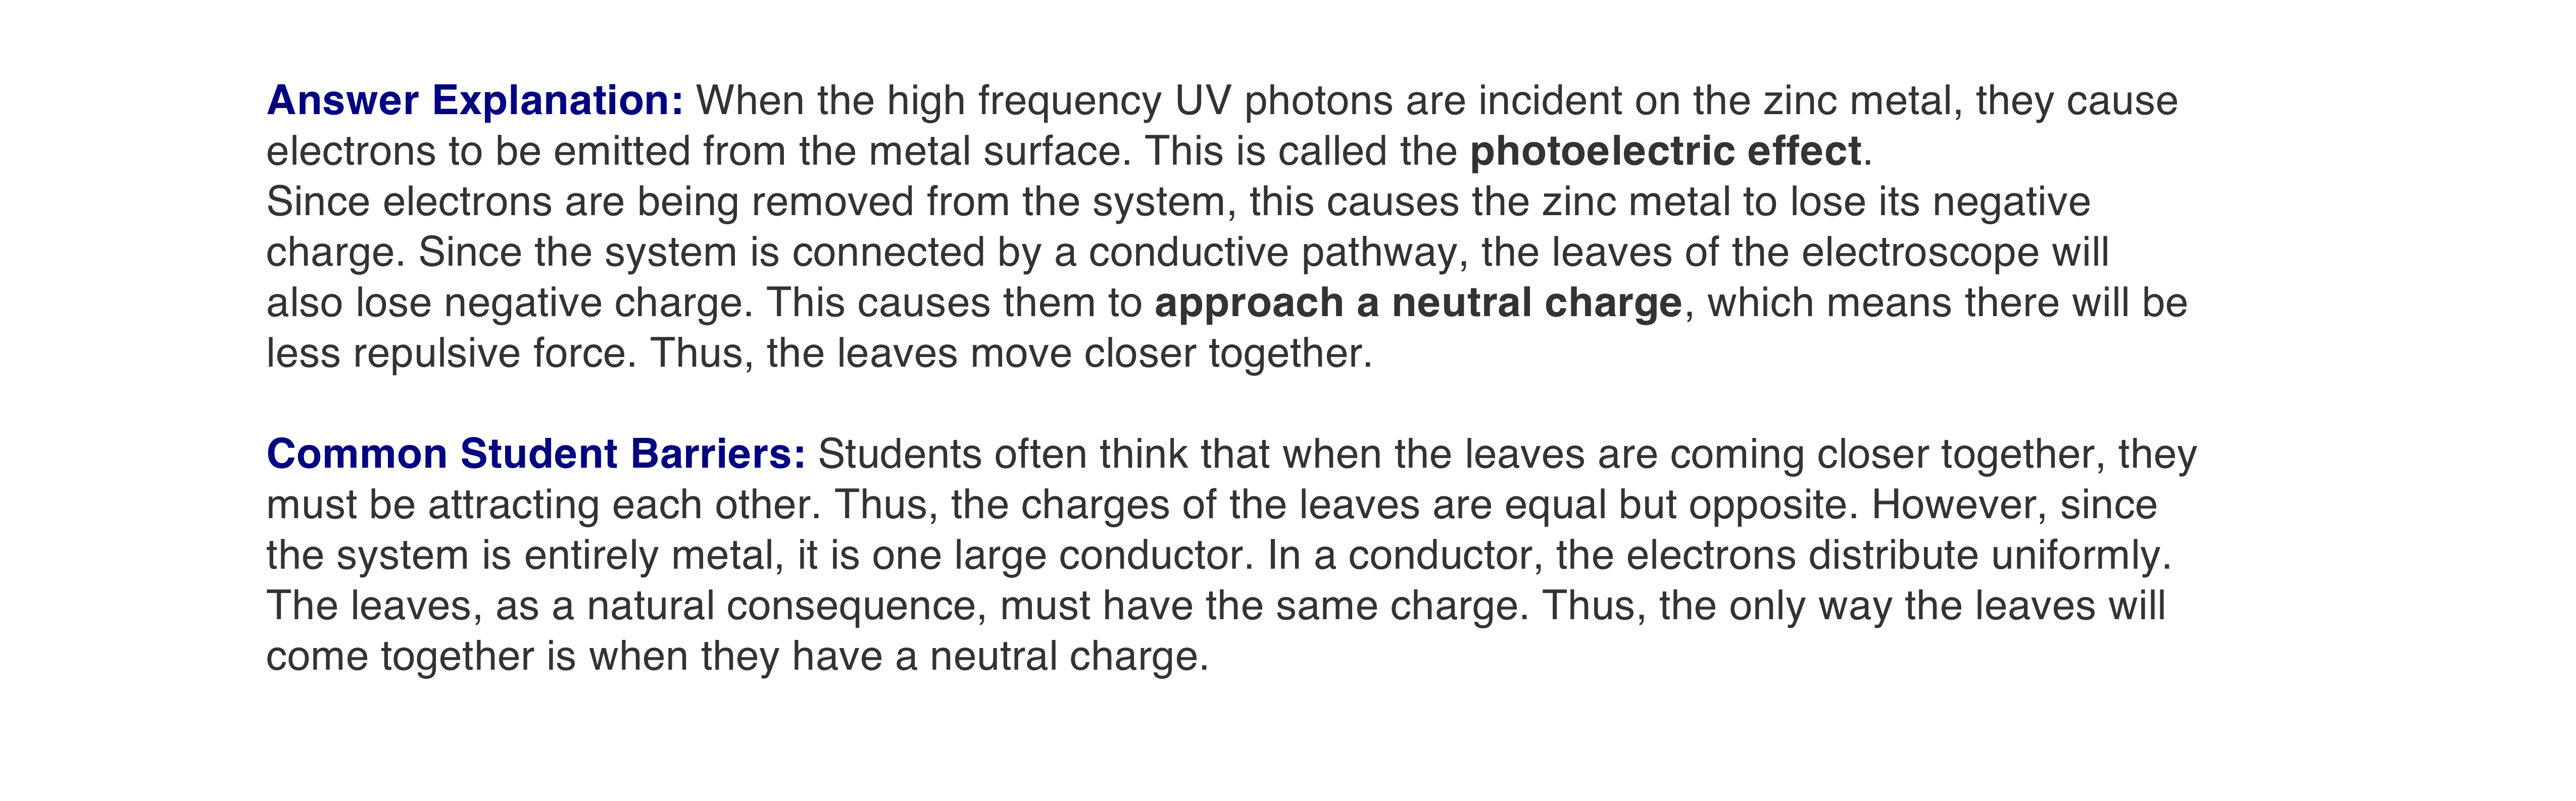 Answer Explanation: When the high frequency UV photons are incident on the zinc metal, they cause
electrons to be emitted from the metal surface. This is called the photoelectric effect.
Since electrons are being removed from the system, this causes the zinc metal to lose its negative
charge. Since the system is connected by a conductive pathway, the leaves of the electroscope will
also lose negative charge. This causes them to approach a neutral charge, which means there will be
less repulsive force. Thus, the leaves move closer together.
Common Student Barriers: Students often think that when the leaves are coming closer together, they
must be attracting each other. Thus, the charges of the leaves are equal but opposite. However, since
the system is entirely metal, it is one large conductor. In a conductor, the electrons distribute uniformly.
The leaves, as a natural consequence, must have the same charge. Thus, the only way the leaves will
come together is when they have a neutral charge.